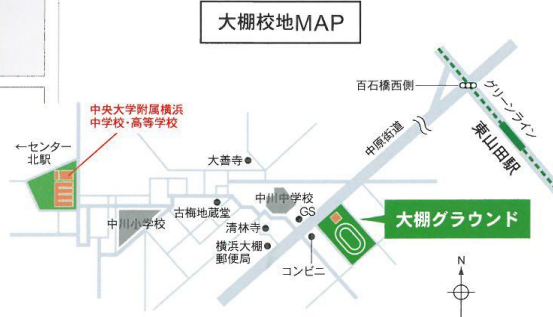 大棚校地MAP
百石橋西側
グリーンライン
東山田駅
中央大学附属横浜
中学校・高等学校
←センター
北駅
大善寺
中原街道
中川中学校
古梅地蔵堂
GS
大棚グラウンド
中川小学校
清林寺
横浜大棚
郵便局
コンビニ
N